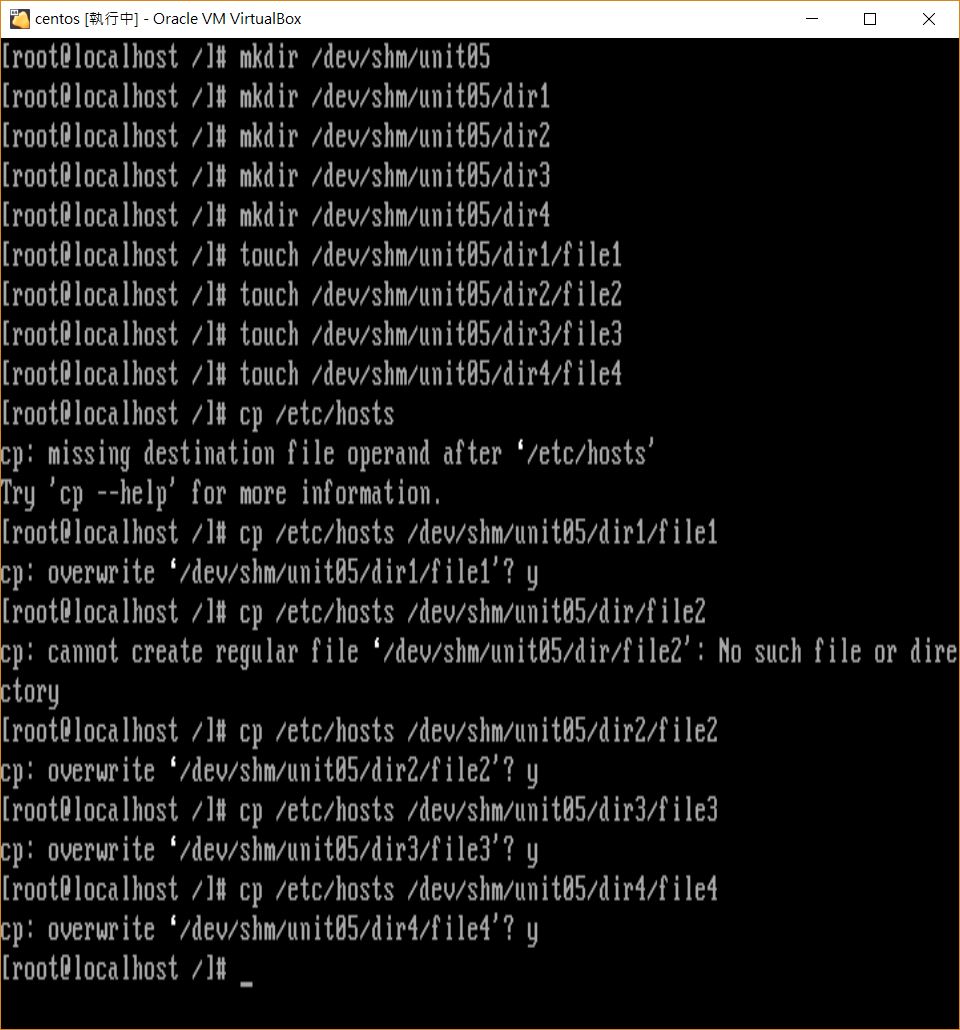 centos [執行中] - Oracle VM VirtualBox
[root@localhost /]# mkdir /dev/shm/unit05
[root@localhost /]# mkdir /dev/shm/unit05/dir1
[root@localhost /]# mkdir /dev/shm/unit05/dir2
[root@localhost /]# mkdir /dev/shm/unit05/dir3
[root@localhost /]# mkdir /dev/shm/unit05/dir4
[root@localhost /]# touch /dev/shm/unit05/dir1/file1
[root@localhost /]# touch /dev/shm/unit05/dir2/file2
[root@localhost /]# touch /dev/shm/unit05/dir3/file3
[root@localhost /]# touch /dev/shm/unit05/dir4/file4
[root@localhost /]# cp /etc/hosts
cp: missing destination file operand after ‘/etc/hosts’
Try 'cp --help' for more information.
[root@localhost /]# cp /etc/hosts /dev/shm/unit05/dir1/file1
cp: overwrite ‘/dev/shm/unit05/dir1/file1’? y
[root@localhost /]# cp /etc/hosts /dev/shm/unit05/dir/file2
cp: cannot create regular file ‘/dev/shm/unit05/dir/file2’: No such file or dire
ctory
[root@localhost /]# cp /etc/hosts /dev/shm/unit05/dir2/file2
cp: overwrite ‘/dev/shm/unit05/dir2/file2’? y
[root@localhost /]# cp /etc/hosts /dev/shm/unit05/dir3/file3
cp: overwrite ‘/dev/shm/unit05/dir3/file3’? y
[root@localhost /]# cp /etc/hosts /dev/shm/unit05/dir4/file4
cp: overwrite ‘/dev/shm/unit05/dir4/file4’? y
[root@localhost /]# _